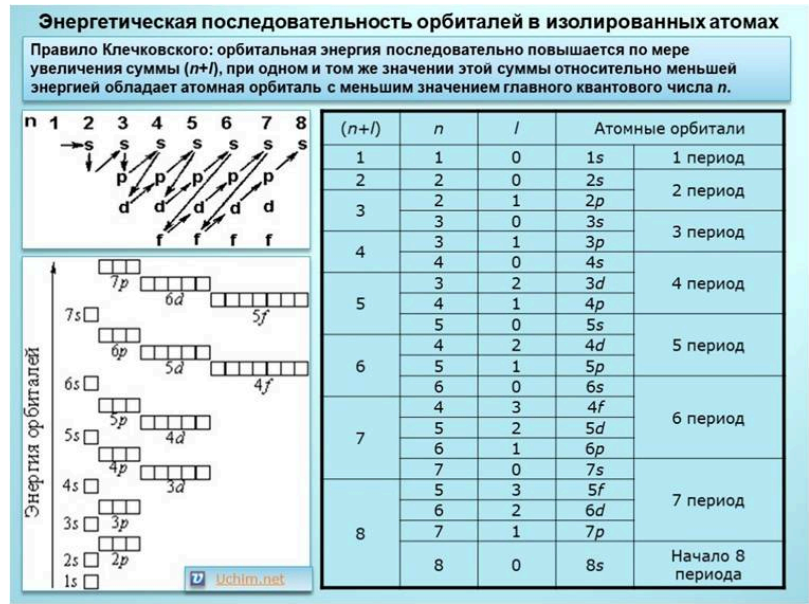 Энергетическая последовательность орбиталей в изолированных атомах
Правило Клечковского: орбитальная энергия последовательно повышается по мере
увеличения суммы (n+l), при одном и том же значении этой суммы относительно меньшей
энергией обладает атомная орбиталь с меньшим значением главного квантового числа n.
n 1 2 3 4 5 6 7 8
s s s s s s s
p p p p p
d d d d
f f f f
Энергия орбиталей
7p
6d
5f
7s
6p
5d
4f
6s
5p
4d
5s
4p
3d
4s
3p
3s
2p
2s
1s
Uchim.net
(n+l) n l Атомные орбитали
1 1 0 1s 1 период
2 2 0 2s 2 период
3 2 1 2p
3 0 3s 3 период
4 3 1 3p
4 0 4s 4 период
5 3 2 3d
4 1 4p
5 0 5s 5 период
6 4 2 4d
5 1 5p
6 0 6s 6 период
7 4 3 4f
5 2 5d
6 1 6p
7 0 7s 7 период
8 5 3 5f
6 2 6d
7 1 7p
8 0 8s Начало 8
периода